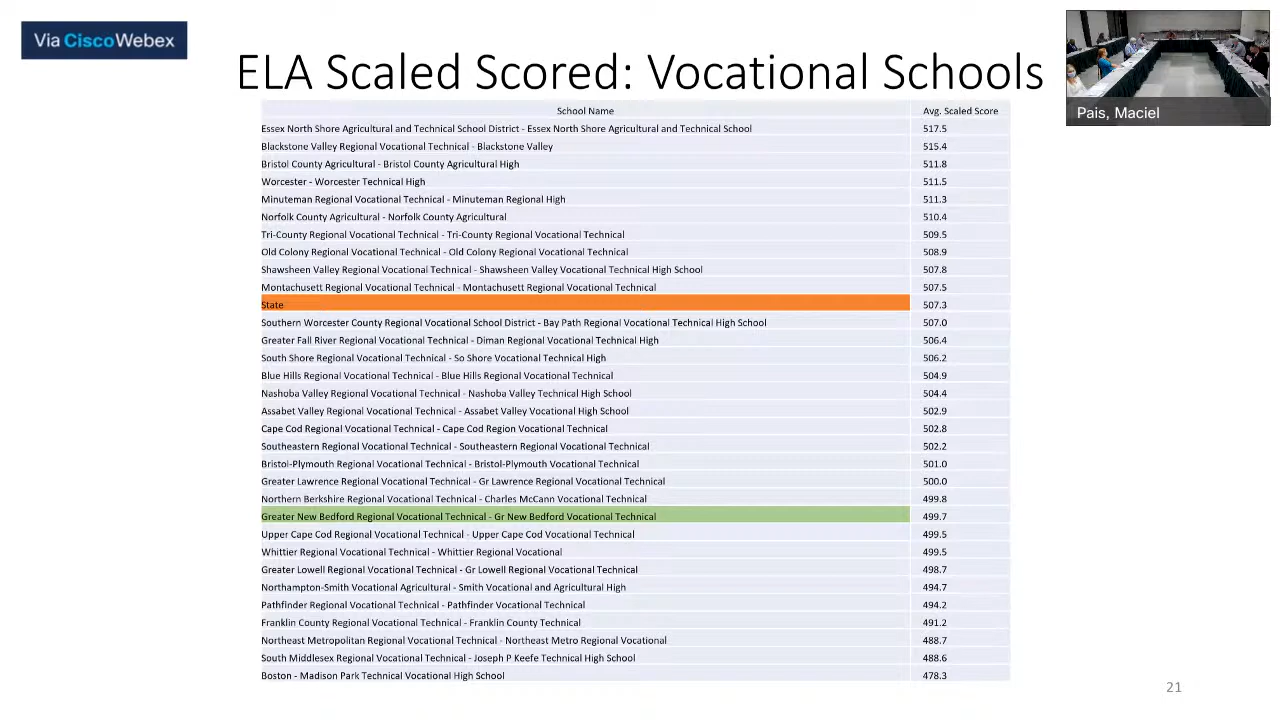 Via Cisco Webex
ELA Scaled Scored: Vocational Schools
Pais, Maciel
School Name Avg. Scaled Score
Essex North Shore Agricultural and Technical School District - Essex North Shore Agricultural and Technical School 517.5
Blackstone Valley Regional Vocational Technical - Blackstone Valley 515.4
Bristol County Agricultural - Bristol County Agricultural High 511.8
Worcester - Worcester Technical High 511.5
Minuteman Regional Vocational Technical - Minuteman Regional High 511.3
Norfolk County Agricultural - Norfolk County Agricultural 510.4
Tri-County Regional Vocational Technical - Tri-County Regional Vocational Technical 509.5
Old Colony Regional Vocational Technical - Old Colony Regional Vocational Technical 508.9
Shawsheen Valley Regional Vocational Technical - Shawsheen Valley Vocational Technical High School 507.8
Montachusett Regional Vocational Technical - Montachusett Regional Vocational Technical 507.5
State 507.3
Southern Worcester County Regional Vocational School District - Bay Path Regional Vocational Technical High School 507.0
Greater Fall River Regional Vocational Technical - Diman Regional Vocational Technical High 506.4
South Shore Regional Vocational Technical - So Shore Vocational Technical High 506.2
Blue Hills Regional Vocational Technical - Blue Hills Regional Vocational Technical 504.9
Nashoba Valley Regional Vocational Technical - Nashoba Valley Technical High School 504.4
Assabet Valley Regional Vocational Technical - Assabet Valley Vocational High School 502.9
Cape Cod Regional Vocational Technical - Cape Cod Region Vocational Technical 502.8
Southeastern Regional Vocational Technical - Southeastern Regional Vocational Technical 502.2
Bristol-Plymouth Regional Vocational Technical - Bristol-Plymouth Vocational Technical 501.0
Greater Lawrence Regional Vocational Technical - Gr Lawrence Regional Vocational Technical 500.0
Northern Berkshire Regional Vocational Technical - Charles McCann Vocational Technical 499.8
Greater New Bedford Regional Vocational Technical - Gr New Bedford Vocational Technical 499.7
Upper Cape Cod Regional Vocational Technical - Upper Cape Cod Vocational Technical 499.5
Whittier Regional Vocational Technical - Whittier Regional Vocational 499.5
Greater Lowell Regional Vocational Technical - Gr Lowell Regional Vocational Technical 498.7
Northampton-Smith Vocational Agricultural - Smith Vocational and Agricultural High 494.7
Pathfinder Regional Vocational Technical - Pathfinder Vocational Technical 494.2
Franklin County Regional Vocational Technical - Franklin County Technical 491.2
Northeast Metropolitan Regional Vocational Technical - Northeast Metro Regional Vocational 488.7
South Middlesex Regional Vocational Technical - Joseph P Keefe Technical High School 488.6
Boston - Madison Park Technical Vocational High School 478.3
21